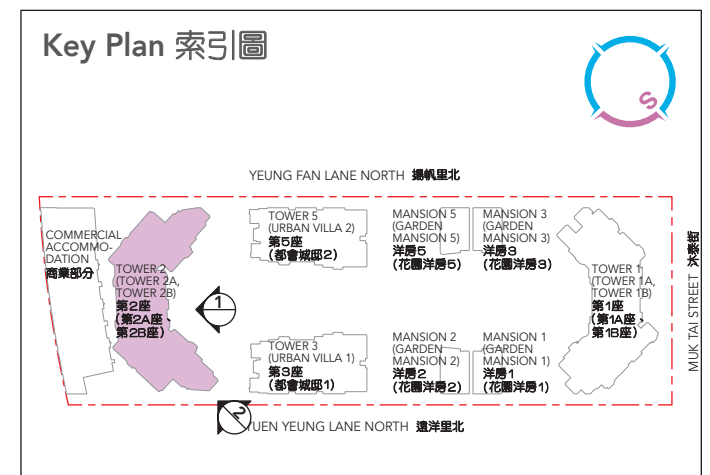 Key Plan 索引圖
S
YEUNG FAN LANE NORTH 揚帆里北
COMMERCIAL
ACCOMMO-
DATION
商業部分
TOWER 2
(TOWER 2A,
TOWER 2B)
第2座
(第2A座、
第2B座)
1
TOWER 5
(URBAN VILLA 2)
第5座
(都會城邸2)
MANSION 5
(GARDEN
MANSION 5)
洋房5
(花園洋房5)
MANSION 3
(GARDEN
MANSION 3)
洋房3
(花園洋房3)
TOWER 1
(TOWER 1A,
TOWER 1B)
第1座
(第1A座、
第1B座)
MUK TAI STREET 沐泰街
TOWER 3
(URBAN VILLA 1)
第3座
(都會城邸1)
MANSION 2
(GARDEN
MANSION 2)
洋房2
(花園洋房2)
MANSION 1
(GARDEN
MANSION 1)
洋房1
(花園洋房1)
2
YUEN YEUNG LANE NORTH 遠洋里北